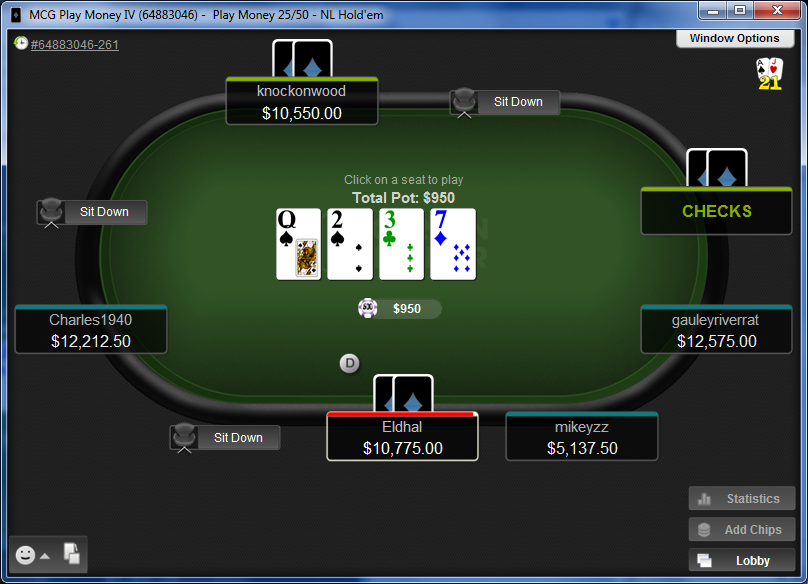 MCG Play Money IV (64883046) - Play Money 25/50 - NL Hold'em
#64883046-261
Window Options
A J
21
knockonwood
$10,550.00
Sit Down
Click on a seat to play
Total Pot: $950
Sit Down
CHECKS
Q 2 3 7
500
$950
Charles1940
$12,212.50
gauleyriverrat
$12,575.00
D
Eldhal
$10,775.00
mikeyzz
$5,137.50
Sit Down
Statistics
Add Chips
Lobby